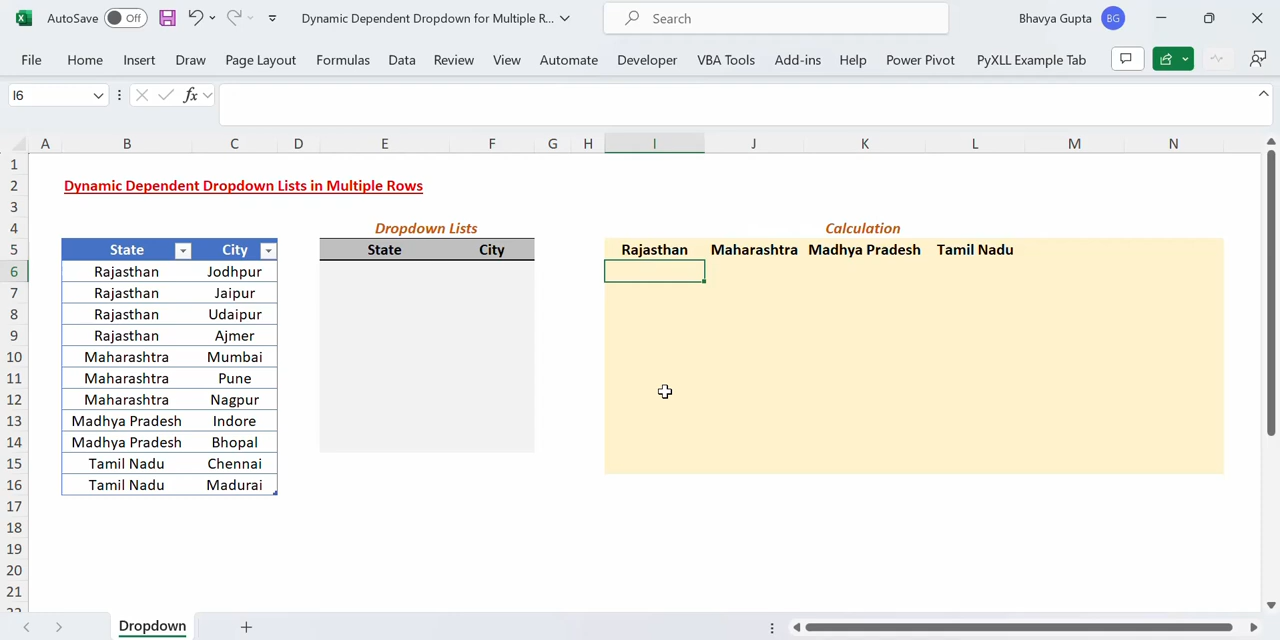 AutoSave Off Dynamic Dependent Dropdown for Multiple R... Search Bhavya Gupta BG
File Home Insert Draw Page Layout Formulas Data Review View Automate Developer VBA Tools Add-ins Help Power Pivot PyXLL Example Tab
I6 fx
A B C D E F G H I J K L M N
1
2 Dynamic Dependent Dropdown Lists in Multiple Rows
3
4 Dropdown Lists Calculation
5 State City State City Rajasthan Maharashtra Madhya Pradesh Tamil Nadu
6 Rajasthan Jodhpur
7 Rajasthan Jaipur
8 Rajasthan Udaipur
9 Rajasthan Ajmer
10 Maharashtra Mumbai
11 Maharashtra Pune
12 Maharashtra Nagpur
13 Madhya Pradesh Indore
14 Madhya Pradesh Bhopal
15 Tamil Nadu Chennai
16 Tamil Nadu Madurai
17
18
19
20
21
22
Dropdown